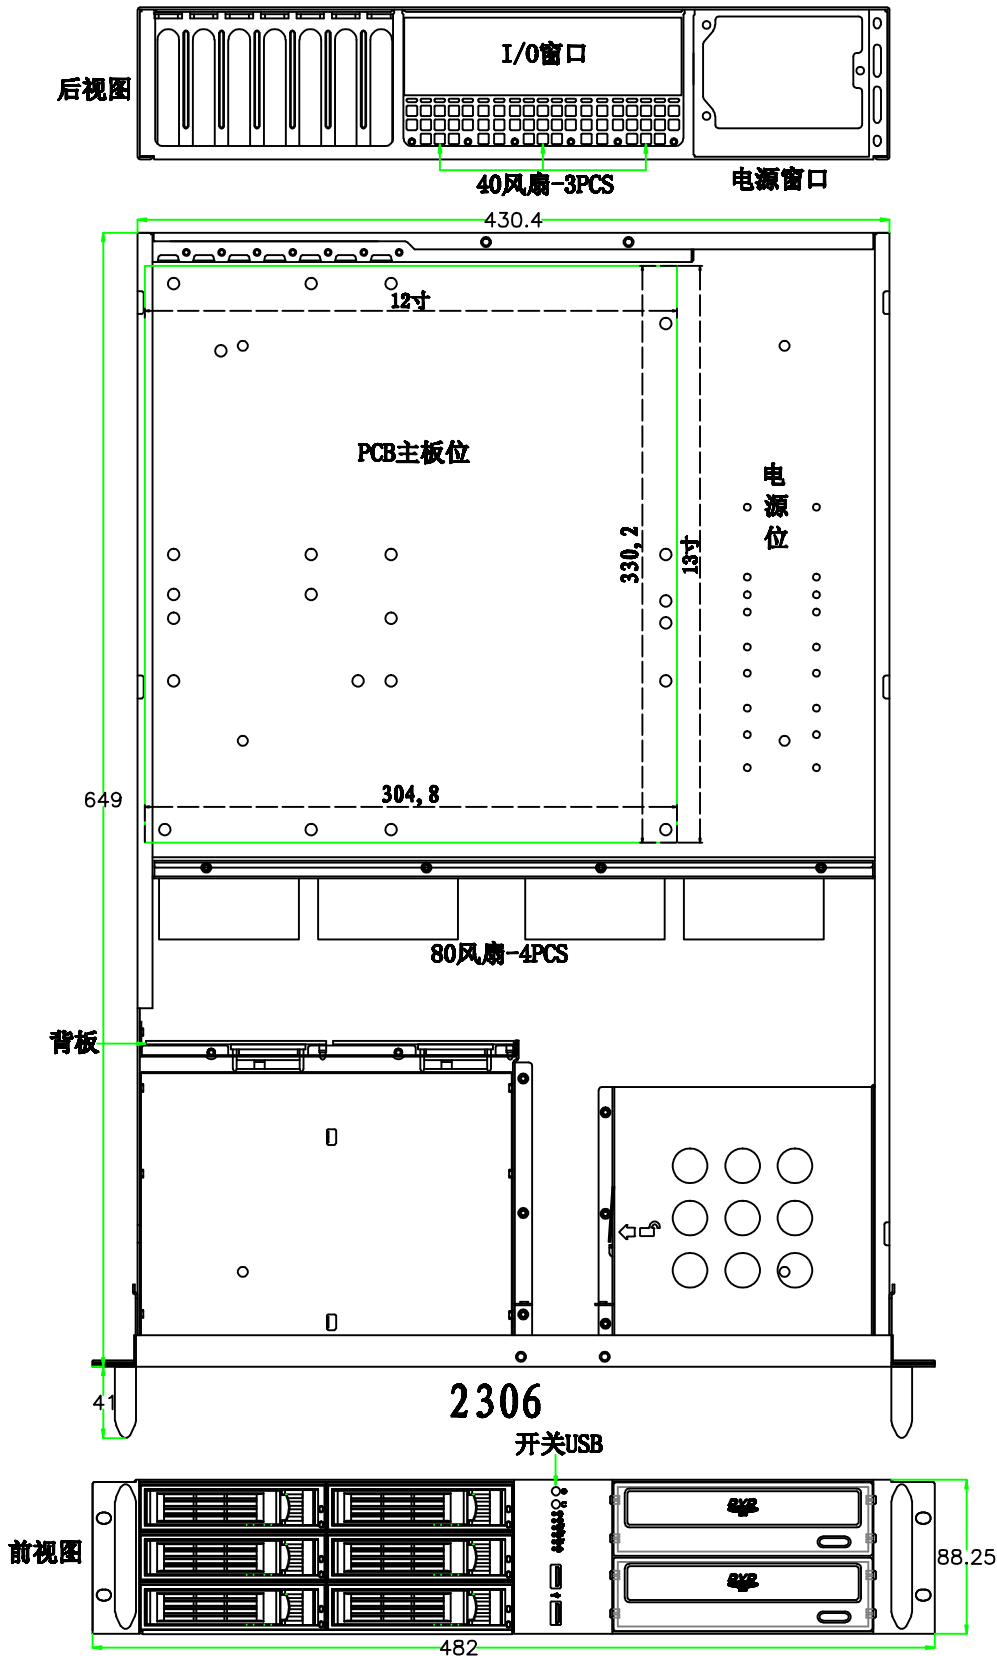 I/O窗口
后视图
40风扇-3PCS
电源窗口
430.4
12寸
PCB主板位
电源位
330,2
13寸
649
304,8
80风扇-4PCS
背板
41
2306
开关USB
DVD
前视图
88.25
DVD
482